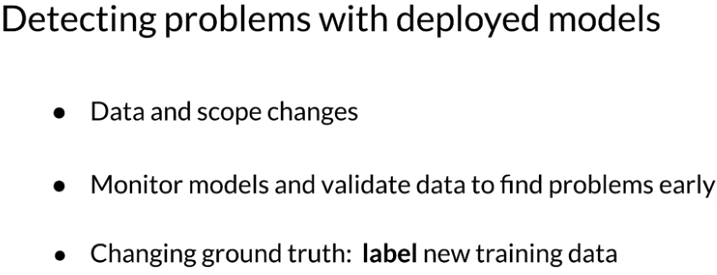 Detecting problems with deployed models
● Data and scope changes
● Monitor models and validate data to find problems early
● Changing ground truth: label new training data